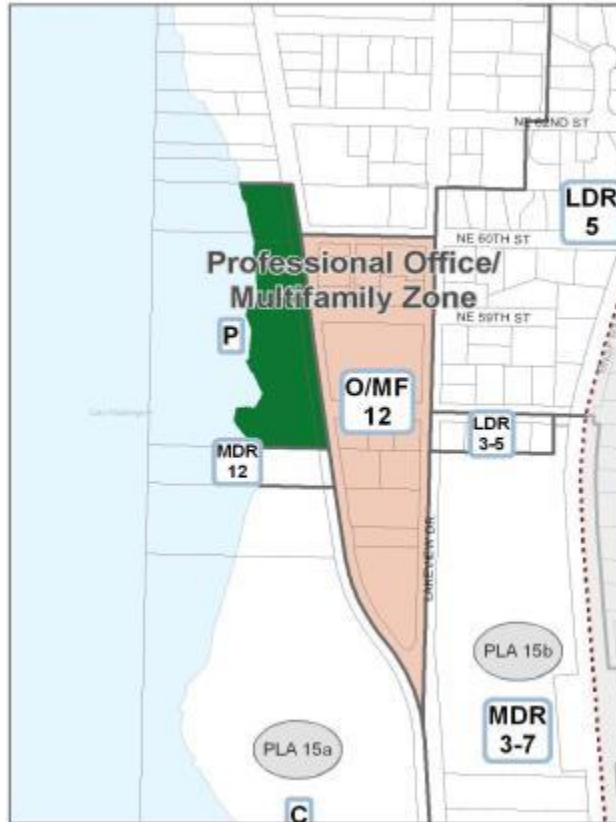 NE 62ND ST
LDR
5
NE 60TH ST
Professional Office/
Multifamily Zone
NE 59TH ST
P
O/MF
12
LDR
3-5
MDR
12
LAKEVIEW DR
PLA 15b
MDR
3-7
PLA 15a
C